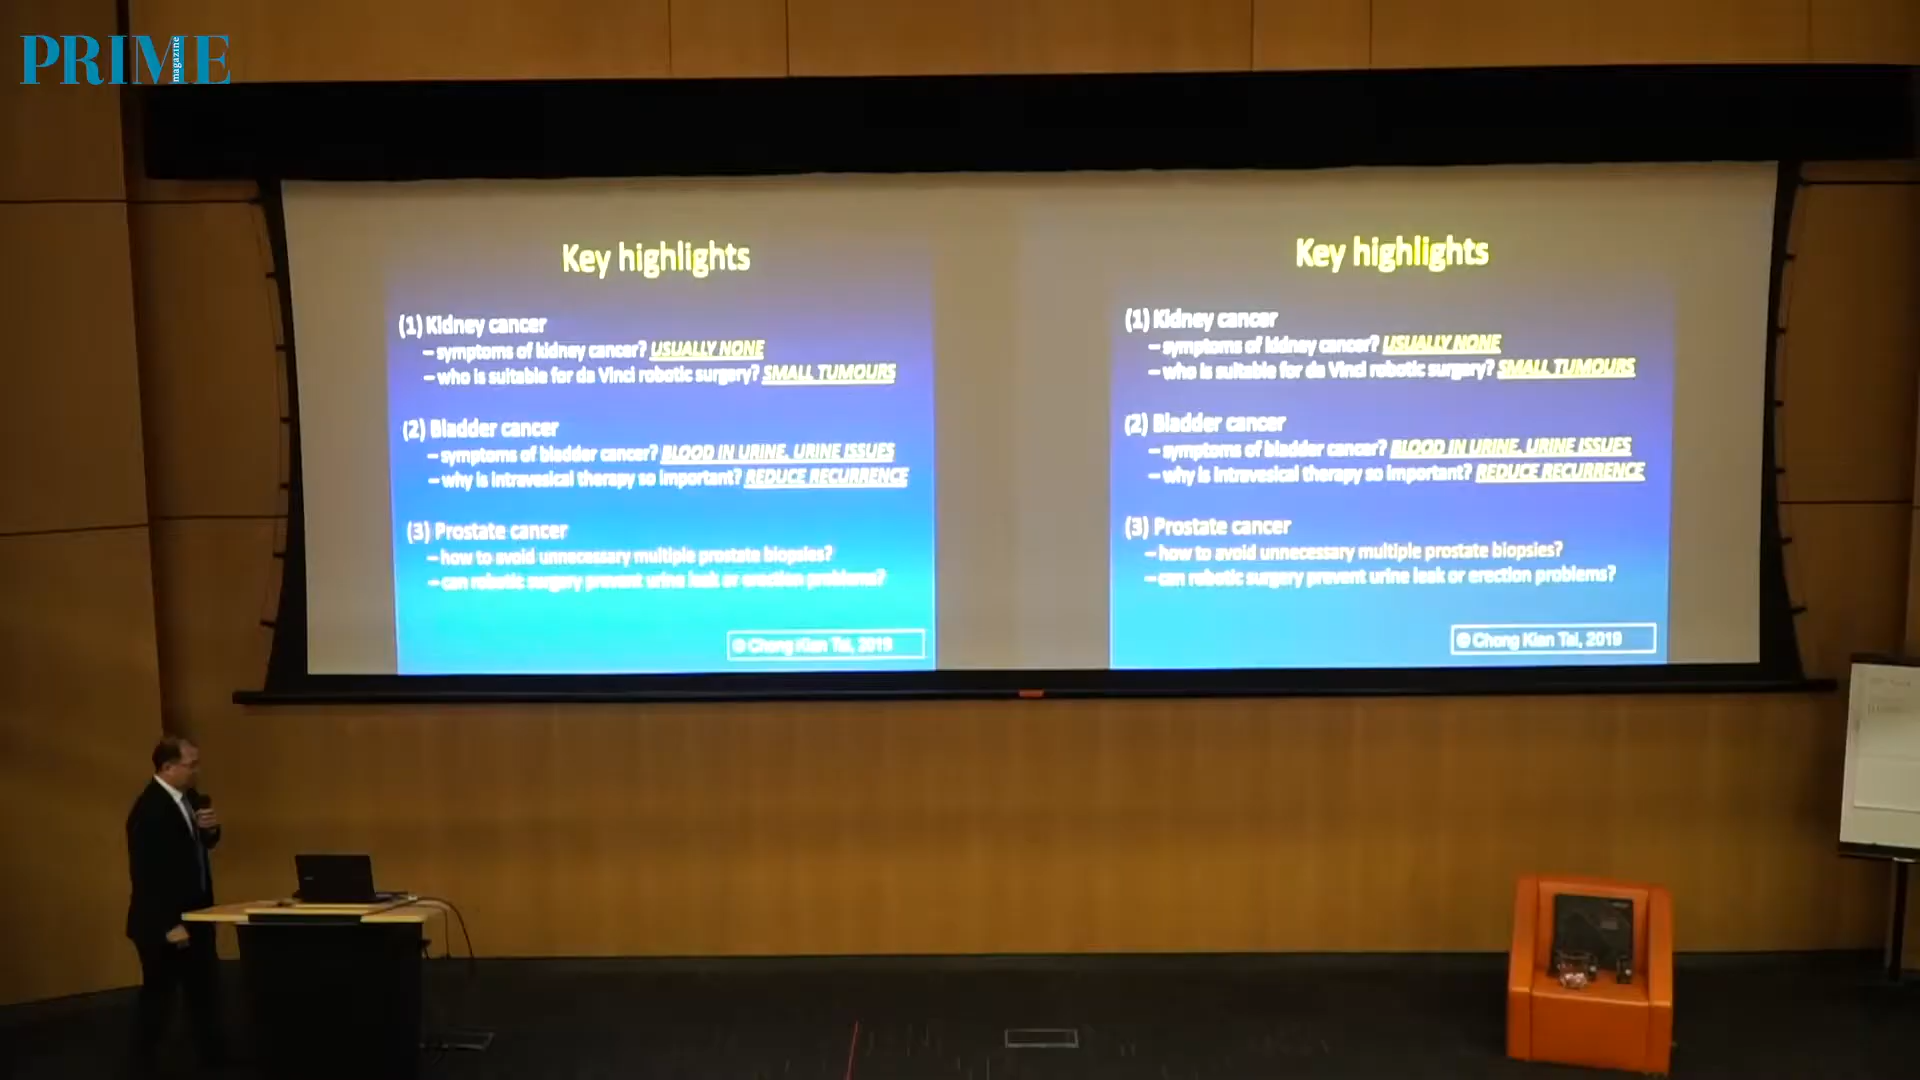 PRIME
magazine
Key highlights
(1) Kidney cancer
– symptoms of kidney cancer? USUALLY NONE
– who is suitable for da Vinci robotic surgery? SMALL TUMOURS
(2) Bladder cancer
– symptoms of bladder cancer? BLOOD IN URINE, URINE ISSUES
– why is intravesical therapy so important? REDUCE RECURRENCE
(3) Prostate cancer
– how to avoid unnecessary multiple prostate biopsies?
– can robotic surgery prevent urine leak or erection problems?
© Chong Kian Tai, 2019
Key highlights
(1) Kidney cancer
– symptoms of kidney cancer? USUALLY NONE
– who is suitable for da Vinci robotic surgery? SMALL TUMOURS
(2) Bladder cancer
– symptoms of bladder cancer? BLOOD IN URINE, URINE ISSUES
– why is intravesical therapy so important? REDUCE RECURRENCE
(3) Prostate cancer
– how to avoid unnecessary multiple prostate biopsies?
– can robotic surgery prevent urine leak or erection problems?
© Chong Kian Tai, 2019